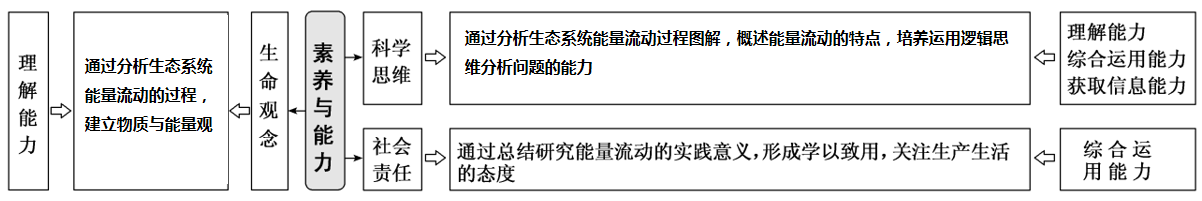 理解能力
通过分析生态系统
能量流动的过程，
建立物质与能量观
生命观念
素养与能力
科学
思维
通过分析生态系统能量流动过程图解，概述能量流动的特点，培养运用逻辑思
维分析问题的能力
理解能力
综合运用能力
获取信息能力
社会
责任
通过总结研究能量流动的实践意义,形成学以致用,关注生产生活
的态度
综合运
用能力